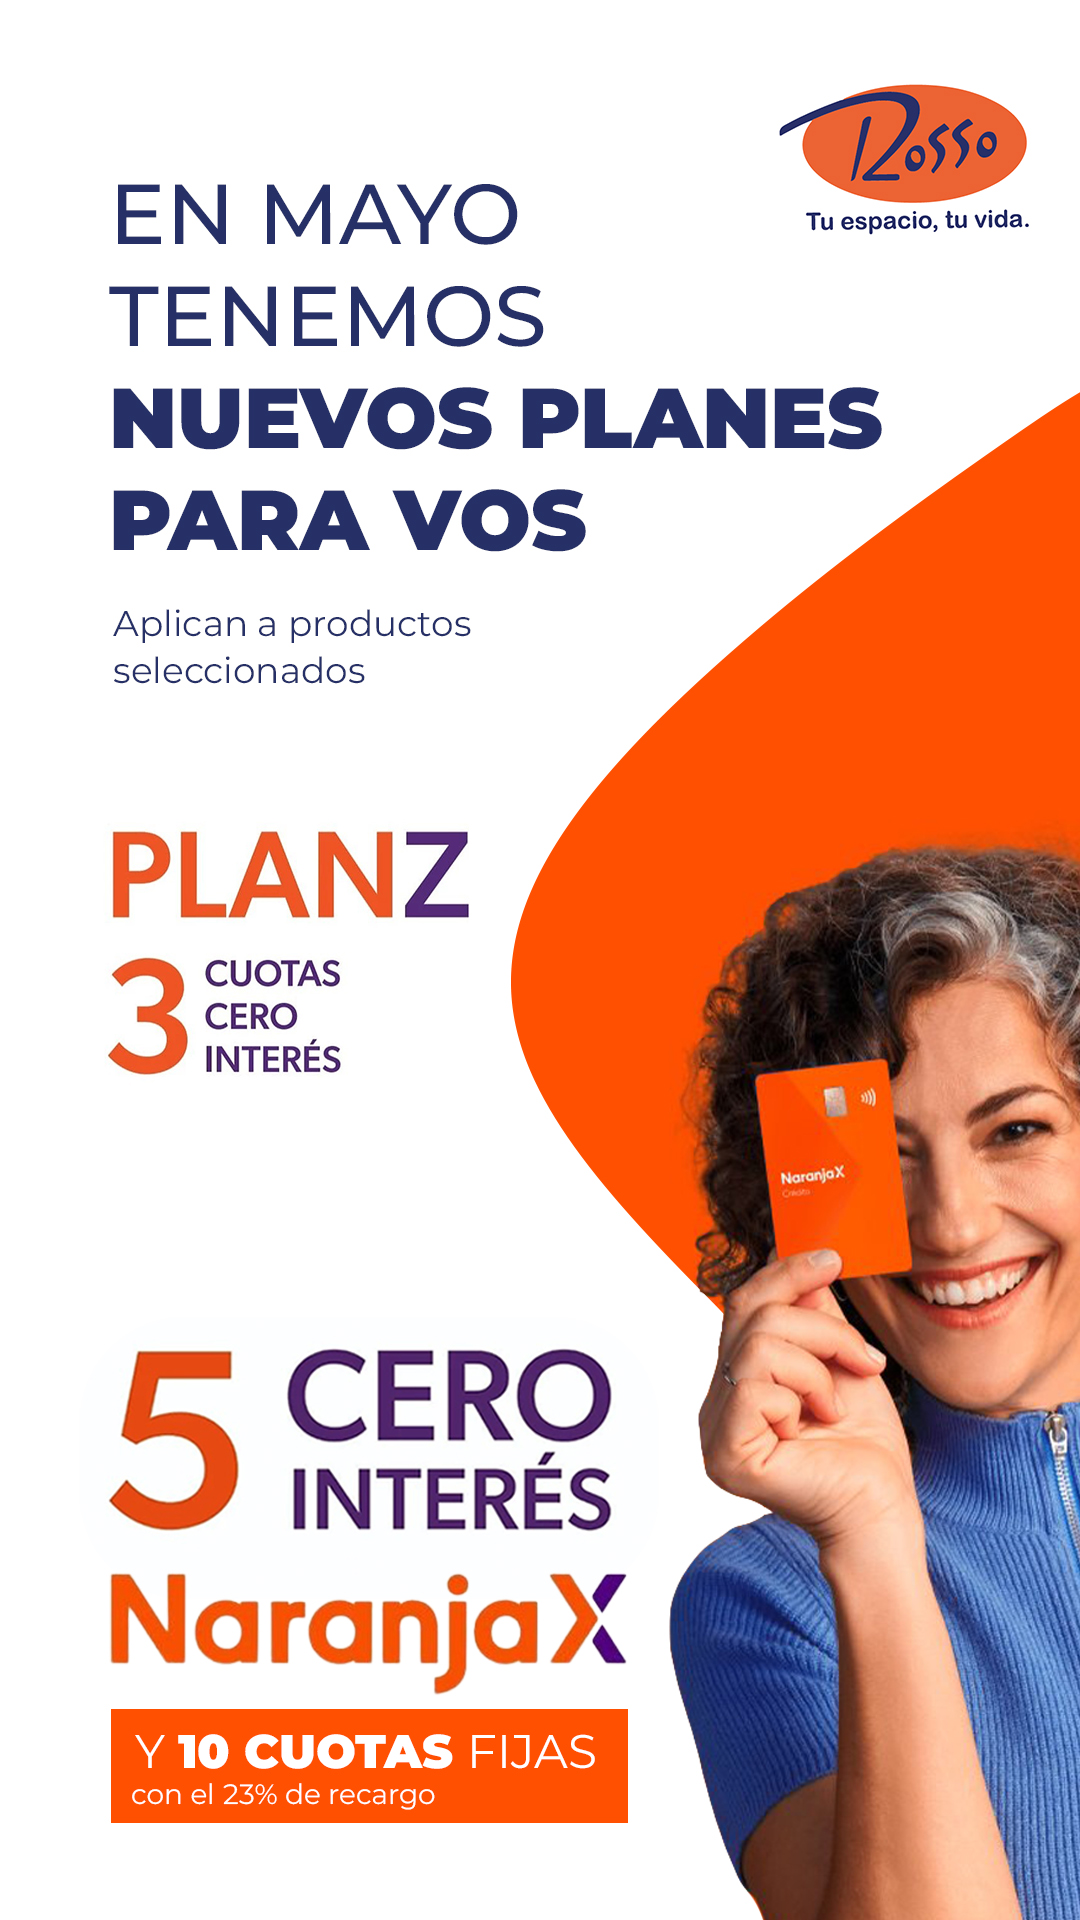 Rosso
Tu espacio, tu vida.
EN MAYO
TENEMOS
NUEVOS PLANES
PARA VOS
Aplican a productos
seleccionados
PLANZ
3 CUOTAS
CERO
INTERÉS
NaranjaX
Crédito
5 CERO
INTERÉS
NaranjaX
Y 10 CUOTAS FIJAS
con el 23% de recargo